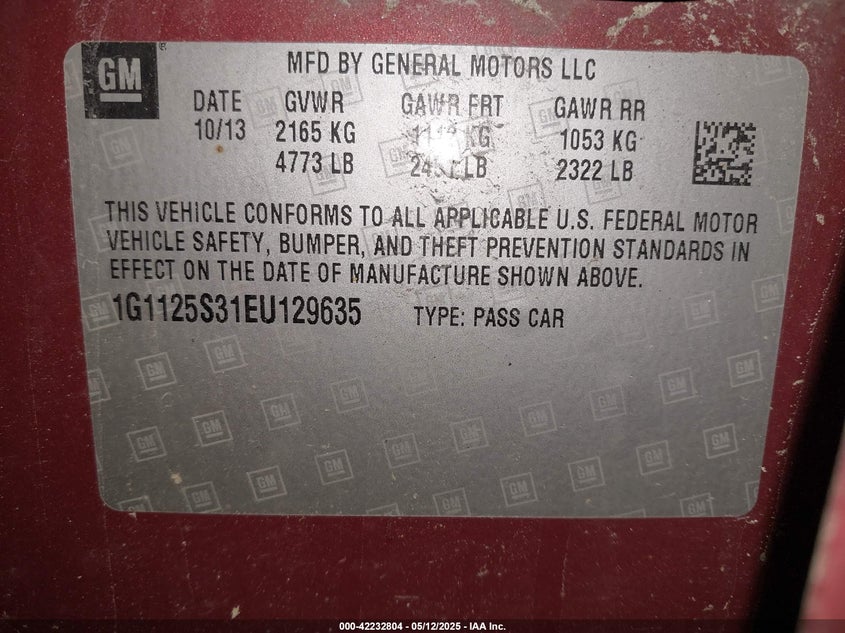 GM
MFD BY GENERAL MOTORS LLC
DATE GVWR GAWR FRT GAWR RR
10/13 2165 KG KG 1053 KG
4773 LB LB 2322 LB
THIS VEHICLE CONFORMS TO ALL APPLICABLE U.S. FEDERAL MOTOR
VEHICLE SAFETY, BUMPER, AND THEFT PREVENTION STANDARDS IN
EFFECT ON THE DATE OF MANUFACTURE SHOWN ABOVE.
1G1125S31EU129635 TYPE: PASS CAR
000-42232804 - 05/12/2025 - IAA Inc.